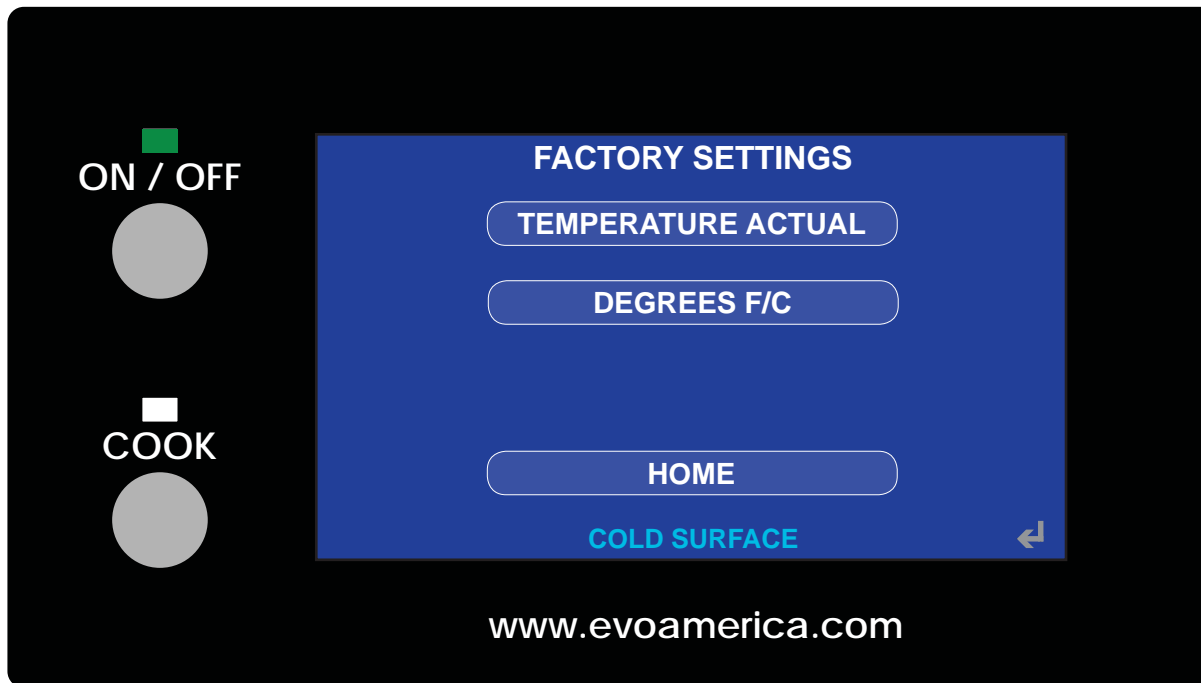 ON / OFF
COOK
FACTORY SETTINGS
TEMPERATURE ACTUAL
DEGREES F/C
HOME
COLD SURFACE
www.evoamerica.com